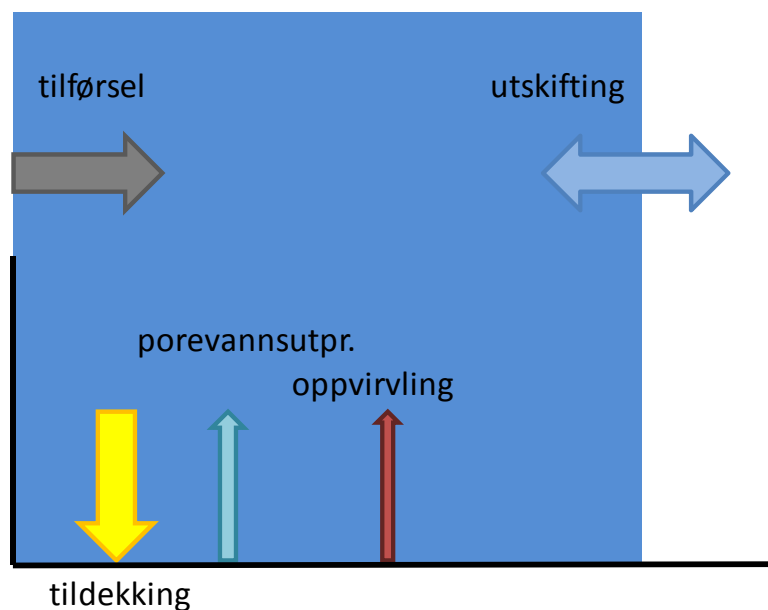 tilførsel
utskifting
porevannsutpr.
oppvirvling
tildekking